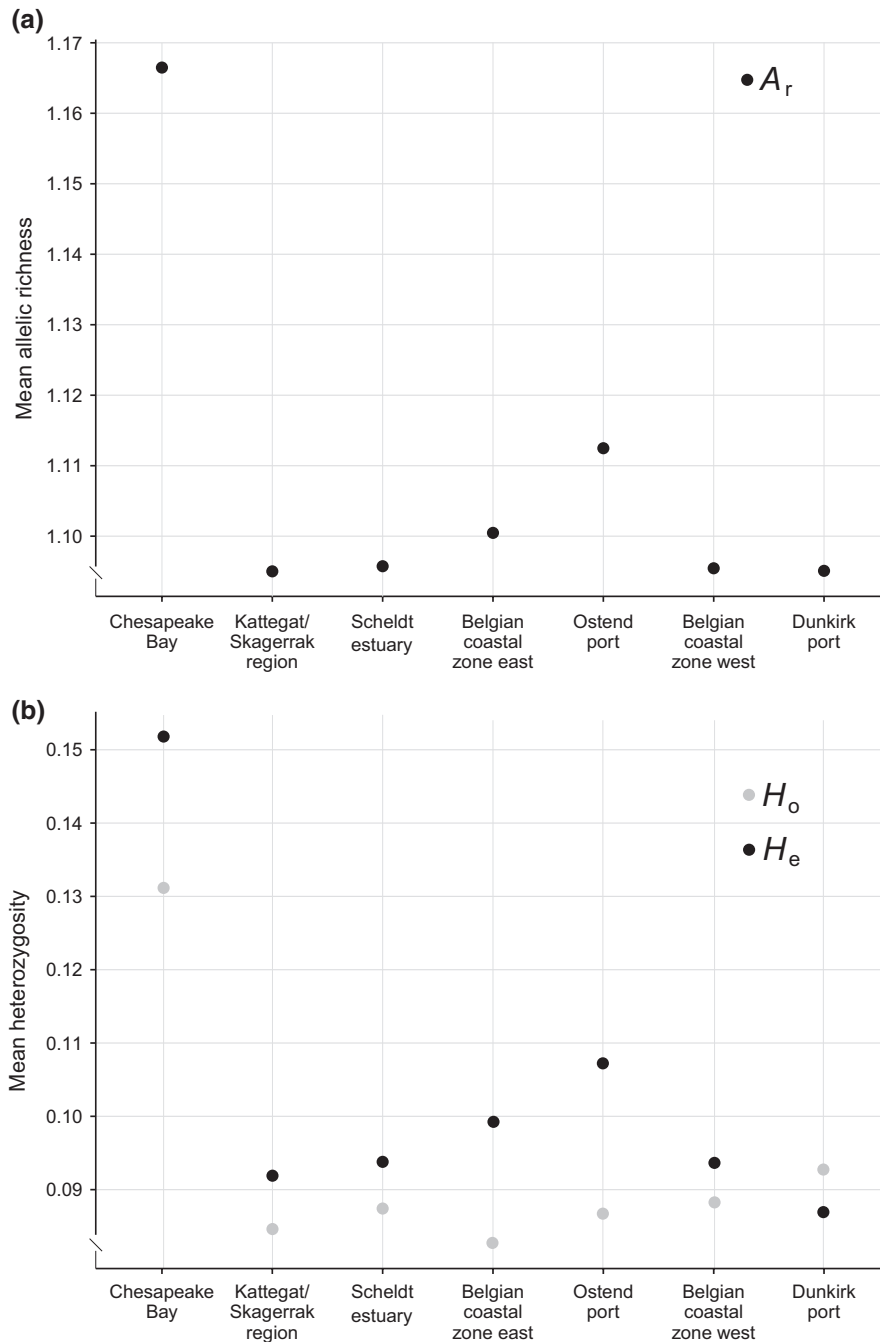 (a)
1.17
1.16
1.15
1.14
1.13
1.12
1.11
1.10
Mean allelic richness
Ar
Chesapeake
Bay
Kattegat/
Skagerrak
region
Scheldt
estuary
Belgian
coastal
zone east
Ostend
port
Belgian
coastal
zone west
Dunkirk
port
(b)
0.15
0.14
0.13
0.12
0.11
0.10
0.09
Mean heterozygosity
Ho
He
Chesapeake
Bay
Kattegat/
Skagerrak
region
Scheldt
estuary
Belgian
coastal
zone east
Ostend
port
Belgian
coastal
zone west
Dunkirk
port